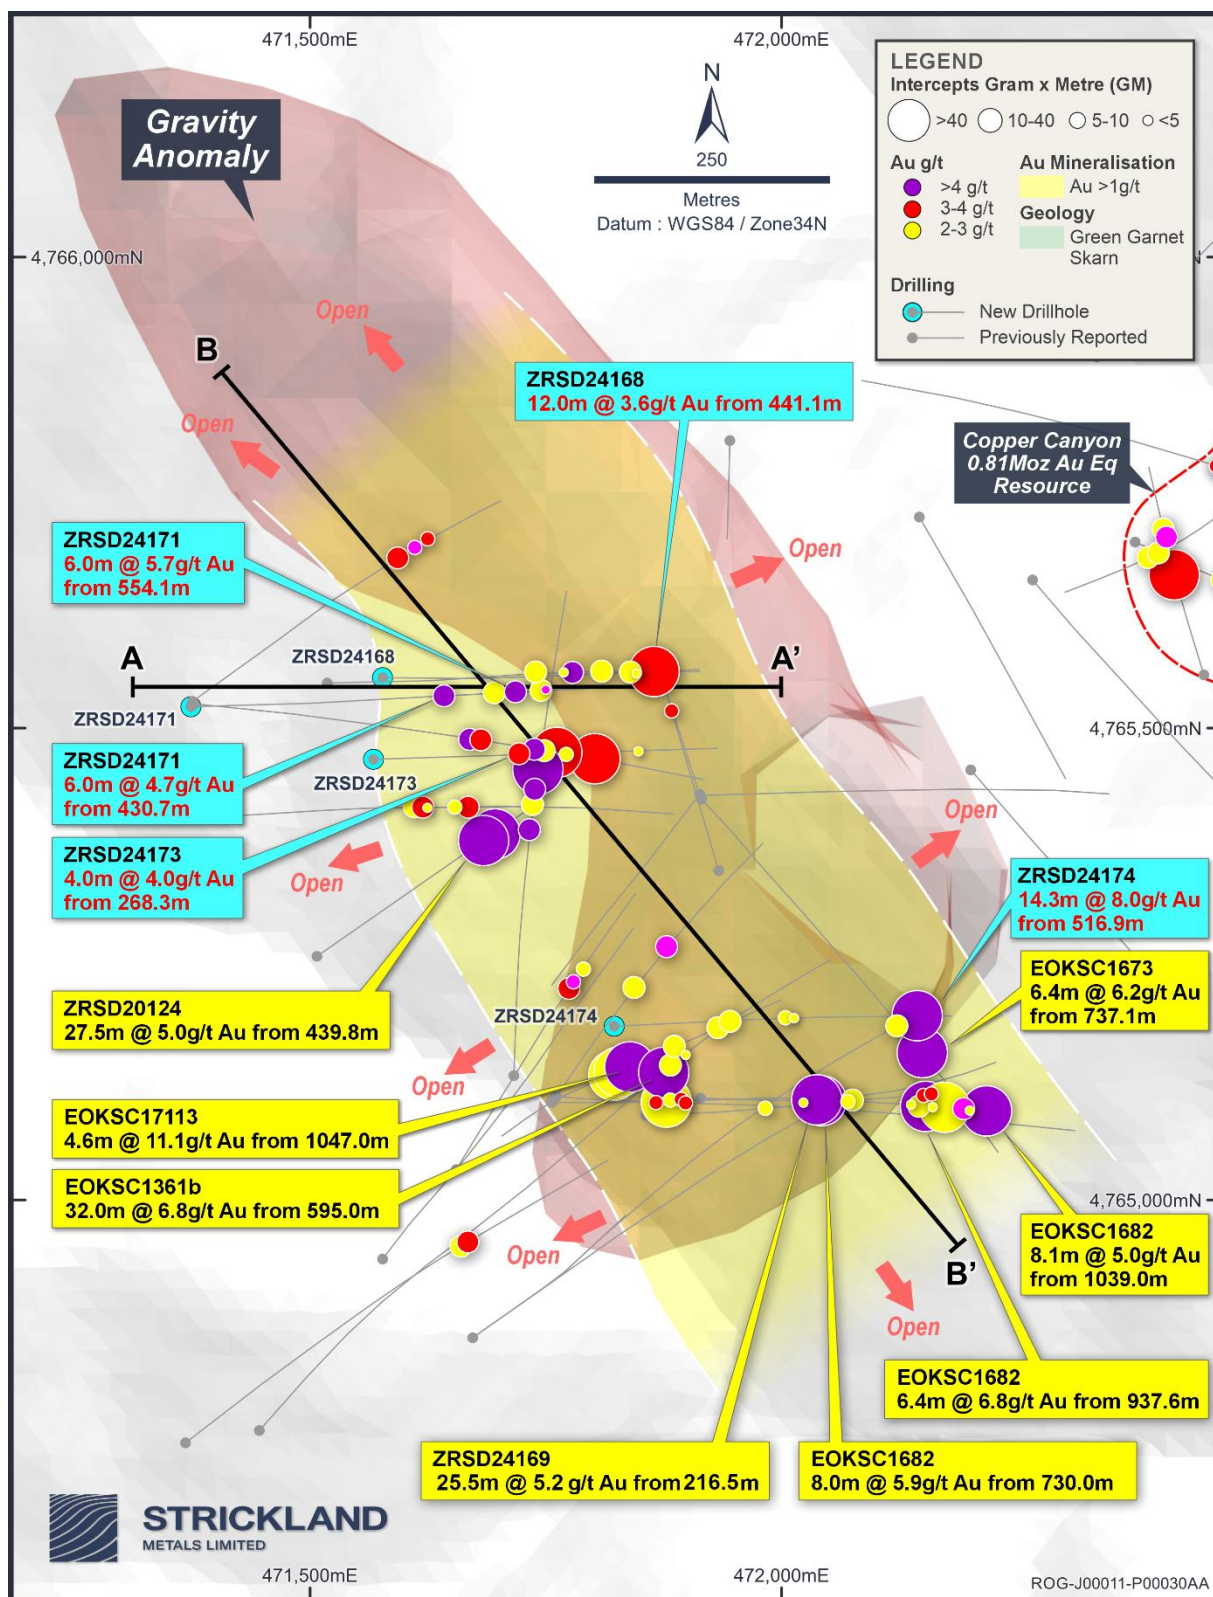 471,500mE
472,000mE
Gravity
Anomaly
N
250
Metres
Datum : WGS84 / Zone34N
LEGEND
Intercepts Gram x Metre (GM)
>40
10-40
5-10
<5
Au g/t
>4 g/t
3-4 g/t
2-3 g/t
Au Mineralisation
Au >1g/t
Geology
Green Garnet
Skarn
Drilling
New Drillhole
Previously Reported
4,766,000mN
N
Open
B
Open
ZRSD24168
12.0m @ 3.6g/t Au from 441.1m
Copper Canyon
0.81Moz Au Eq
Resource
ZRSD24171
6.0m @ 5.7g/t Au
from 554.1m
Open
A
ZRSD24168
A'
ZRSD24171
4,765,500mN
ZRSD24171
6.0m @ 4.7g/t Au
from 430.7m
ZRSD24173
Open
ZRSD24173
4.0m @ 4.0g/t Au
from 268.3m
Open
ZRSD24174
14.3m @ 8.0g/t Au
from 516.9m
EOKSC1673
6.4m @ 6.2g/t Au
from 737.1m
ZRSD20124
27.5m @ 5.0g/t Au from 439.8m
ZRSD24174
Open
EOKSC17113
4.6m @ 11.1g/t Au from 1047.0m
EOKSC1361b
32.0m @ 6.8g/t Au from 595.0m
4,765,000mN
EOKSC1682
8.1m @ 5.0g/t Au
from 1039.0m
Open
B'
Open
EOKSC1682
6.4m @ 6.8g/t Au from 937.6m
ZRSD24169
25.5m @ 5.2 g/t Au from 216.5m
EOKSC1682
8.0m @ 5.9g/t Au from 730.0m
STRICKLAND
METALS LIMITED
471,500mE
472,000mE
ROG-J00011-P00030AA